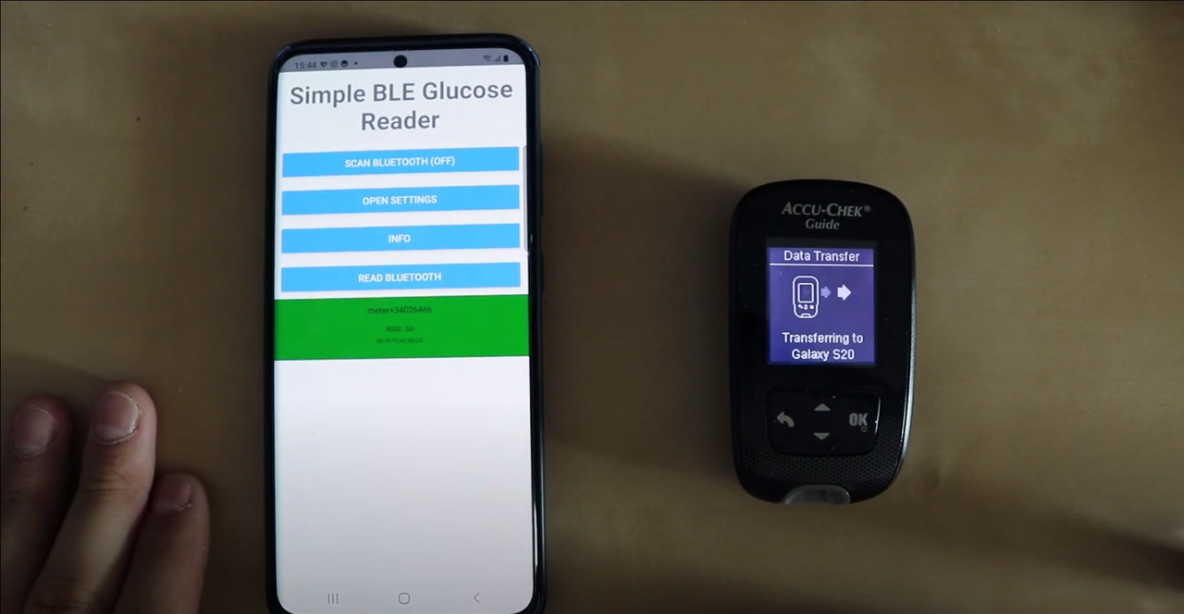 15:44
Simple BLE Glucose
Reader
SCAN BLUETOOTH (OFF)
OPEN SETTINGS
INFO
READ BLUETOOTH
meter+34026466
RSSI: -34
ACCU-CHEK®
Guide
Data Transfer
Transferring to
Galaxy S20
OK